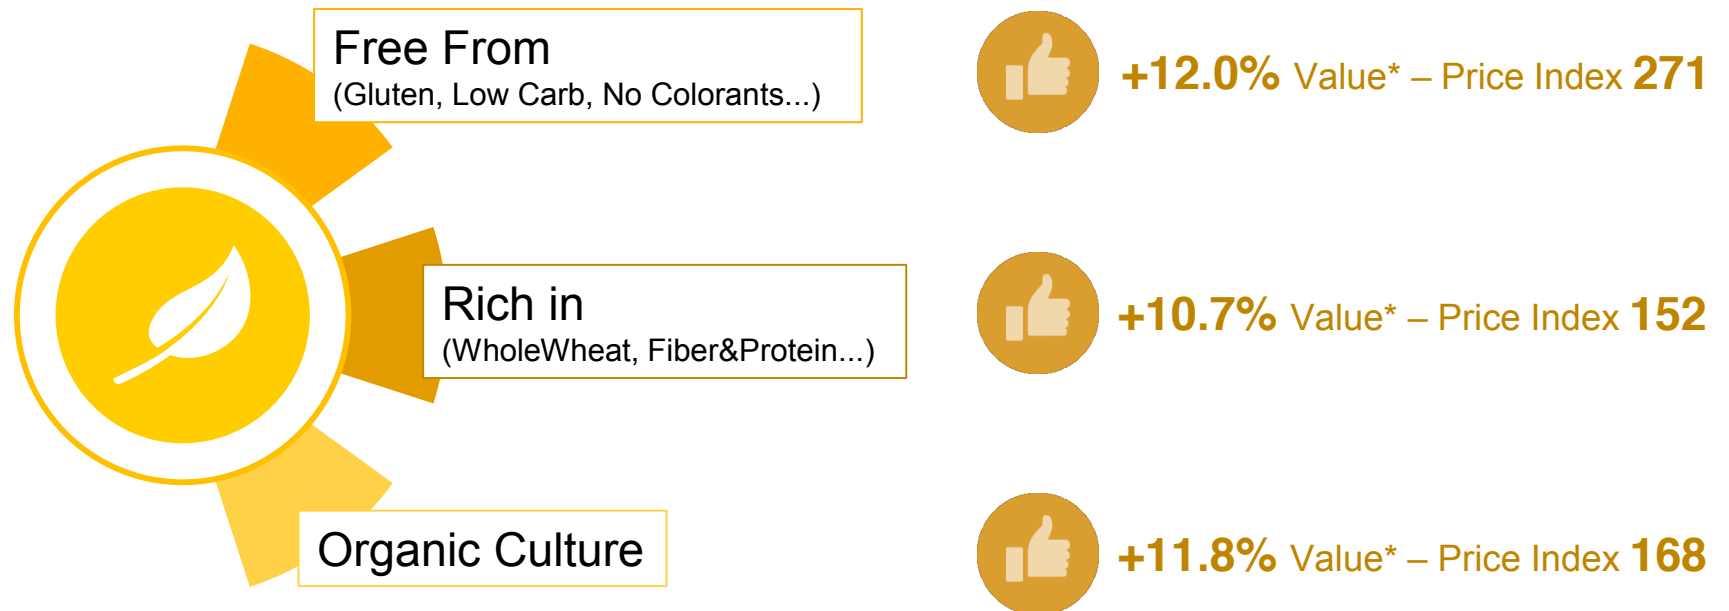 Free From
(Gluten, Low Carb, No Colorants...)
+12.0% Value* – Price Index 271
Rich in
(WholeWheat, Fiber&Protein...)
+10.7% Value* – Price Index 152
Organic Culture
+11.8% Value* – Price Index 168